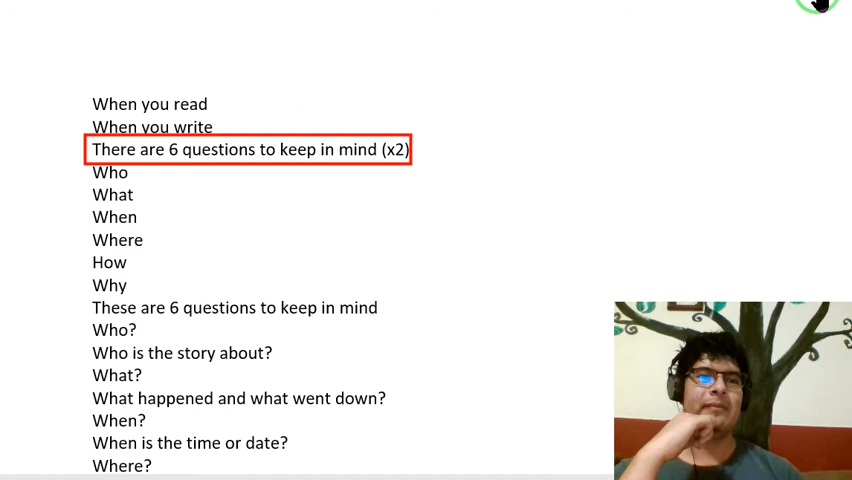 When you read
When you write
There are 6 questions to keep in mind (x2)
Who
What
When
Where
How
Why
These are 6 questions to keep in mind
Who?
Who is the story about?
What?
What happened and what went down?
When?
When is the time or date?
Where?